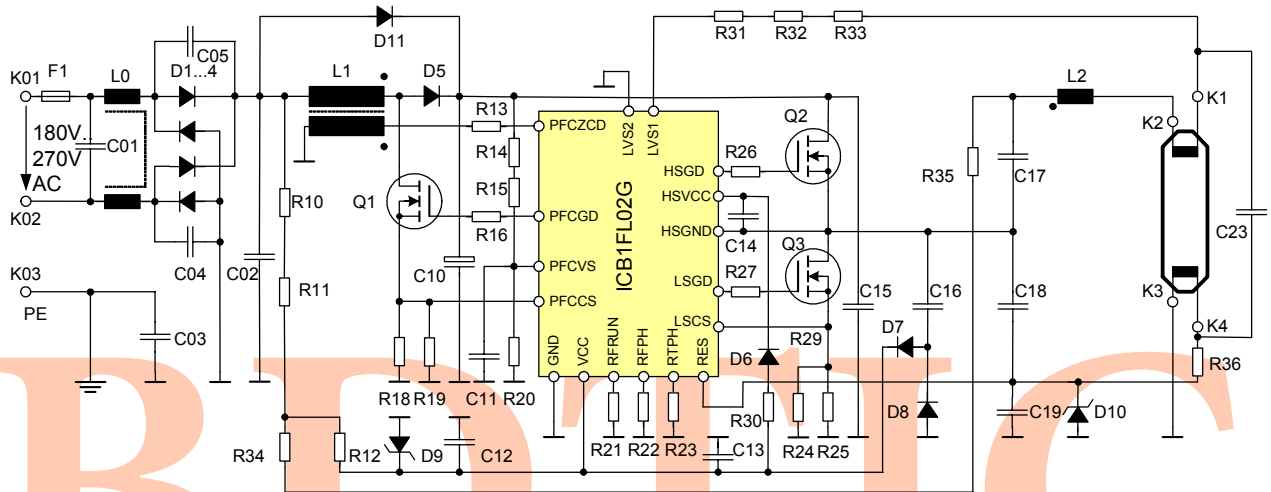 D11
R31 R32 R33
C05
F1 L0 D1...4 L1 D5 L2
K01
180V..
270V
C01
AC
K02
R13
R14
R15
R16
Q1
R10
R11
C04
C02
C10
K03
PE
C03
PFCZCD
PFCGD
PFCVS
PFCCS
LVS2
LVS1
ICB1FL02G
HSGD
HSVCC
HSGND
LSGD
LSCS
GND
VCC
RFRUN
RFPH
RTPH
RES
Q2
R26
C14
Q3
R27
R29
C15
C16
C17
C18
R35
K1
K2
K3
K4
C23
R36
D7
D6
D8
R18
R19
C11
R20
R21
R22
R23
R30
R24
R25
C19
D10
R34
R12
D9
C12
C13
BDTIC